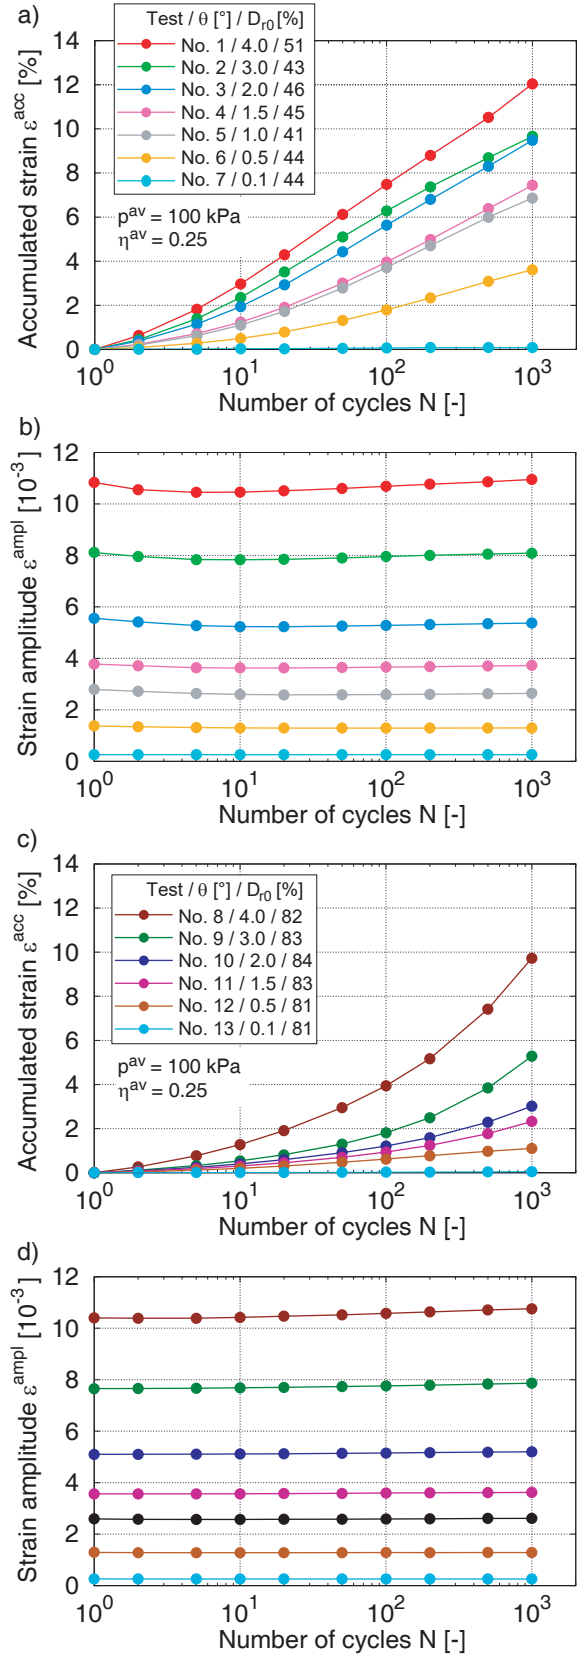 a)
Test / θ [°] / D_r0 [%]
No. 1 / 4.0 / 51
No. 2 / 3.0 / 43
No. 3 / 2.0 / 46
No. 4 / 1.5 / 45
No. 5 / 1.0 / 41
No. 6 / 0.5 / 44
No. 7 / 0.1 / 44
p^av = 100 kPa
η^av = 0.25
Accumulated strain ε^acc [%]
14
12
10
8
6
4
2
0
10^0 10^1 10^2 10^3
Number of cycles N [-]
b)
Strain amplitude ε^ampl [10^-3]
12
10
8
6
4
2
0
10^0 10^1 10^2 10^3
Number of cycles N [-]
c)
Test / θ [°] / D_r0 [%]
No. 8 / 4.0 / 82
No. 9 / 3.0 / 83
No. 10 / 2.0 / 84
No. 11 / 1.5 / 83
No. 12 / 0.5 / 81
No. 13 / 0.1 / 81
p^av = 100 kPa
η^av = 0.25
Accumulated strain ε^acc [%]
14
12
10
8
6
4
2
0
10^0 10^1 10^2 10^3
Number of cycles N [-]
d)
Strain amplitude ε^ampl [10^-3]
12
10
8
6
4
2
0
10^0 10^1 10^2 10^3
Number of cycles N [-]